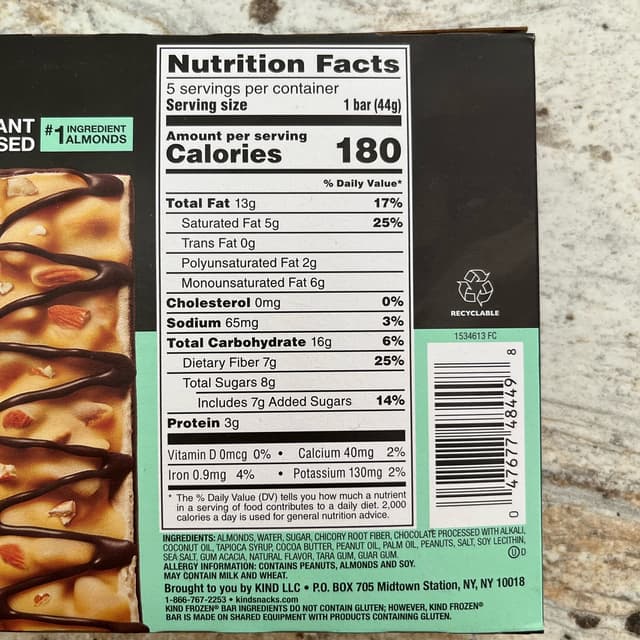 ANT
SED
#1 INGREDIENT
ALMONDS
Nutrition Facts
5 servings per container
Serving size 1 bar (44g)
Amount per serving
Calories 180
% Daily Value*
Total Fat 13g 17%
Saturated Fat 5g 25%
Trans Fat 0g
Polyunsaturated Fat 2g
Monounsaturated Fat 6g
Cholesterol 0mg 0%
Sodium 65mg 3%
Total Carbohydrate 16g 6%
Dietary Fiber 7g 25%
Total Sugars 8g
Includes 7g Added Sugars 14%
Protein 3g
Vitamin D 0mcg 0% • Calcium 40mg 2%
Iron 0.9mg 4% • Potassium 130mg 2%
* The % Daily Value (DV) tells you how much a nutrient
in a serving of food contributes to a daily diet. 2,000
calories a day is used for general nutrition advice.
RECYCLABLE
1534613 FC
0 47677 48449 8
INGREDIENTS: ALMONDS, WATER, SUGAR, CHICORY ROOT FIBER, CHOCOLATE PROCESSED WITH ALKALI,
COCONUT OIL, TAPIOCA SYRUP, COCOA BUTTER, PEANUT OIL, PALM OIL, PEANUTS, SALT, SOY LECITHIN,
SEA SALT, GUM ACACIA, NATURAL FLAVOR, TARA GUM, GUAR GUM.
ALLERGY INFORMATION: CONTAINS PEANUTS, ALMONDS AND SOY.
MAY CONTAIN MILK AND WHEAT.
U D
Brought to you by KIND LLC • P.O. BOX 705 Midtown Station, NY, NY 10018
1-866-767-2253 • kindsnacks.com
KIND FROZEN® BAR INGREDIENTS DO NOT CONTAIN GLUTEN; HOWEVER, KIND FROZEN®
BAR IS MADE ON SHARED EQUIPMENT WITH PRODUCTS CONTAINING GLUTEN.